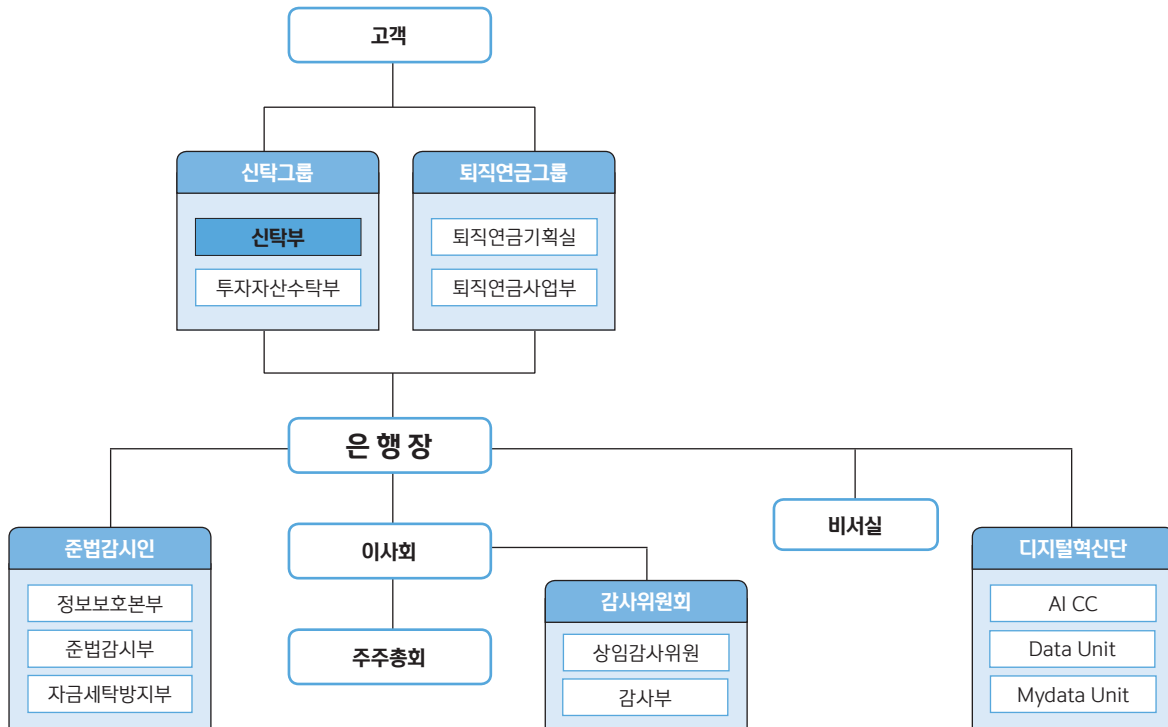 고객
신탁그룹
신탁부
투자자산수탁부
퇴직연금그룹
퇴직연금기획실
퇴직연금사업부
은 행 장
준법감시인
정보보호본부
준법감시부
자금세탁방지부
이사회
주주총회
감사위원회
상임감사위원
감사부
비서실
디지털혁신단
AI CC
Data Unit
Mydata Unit